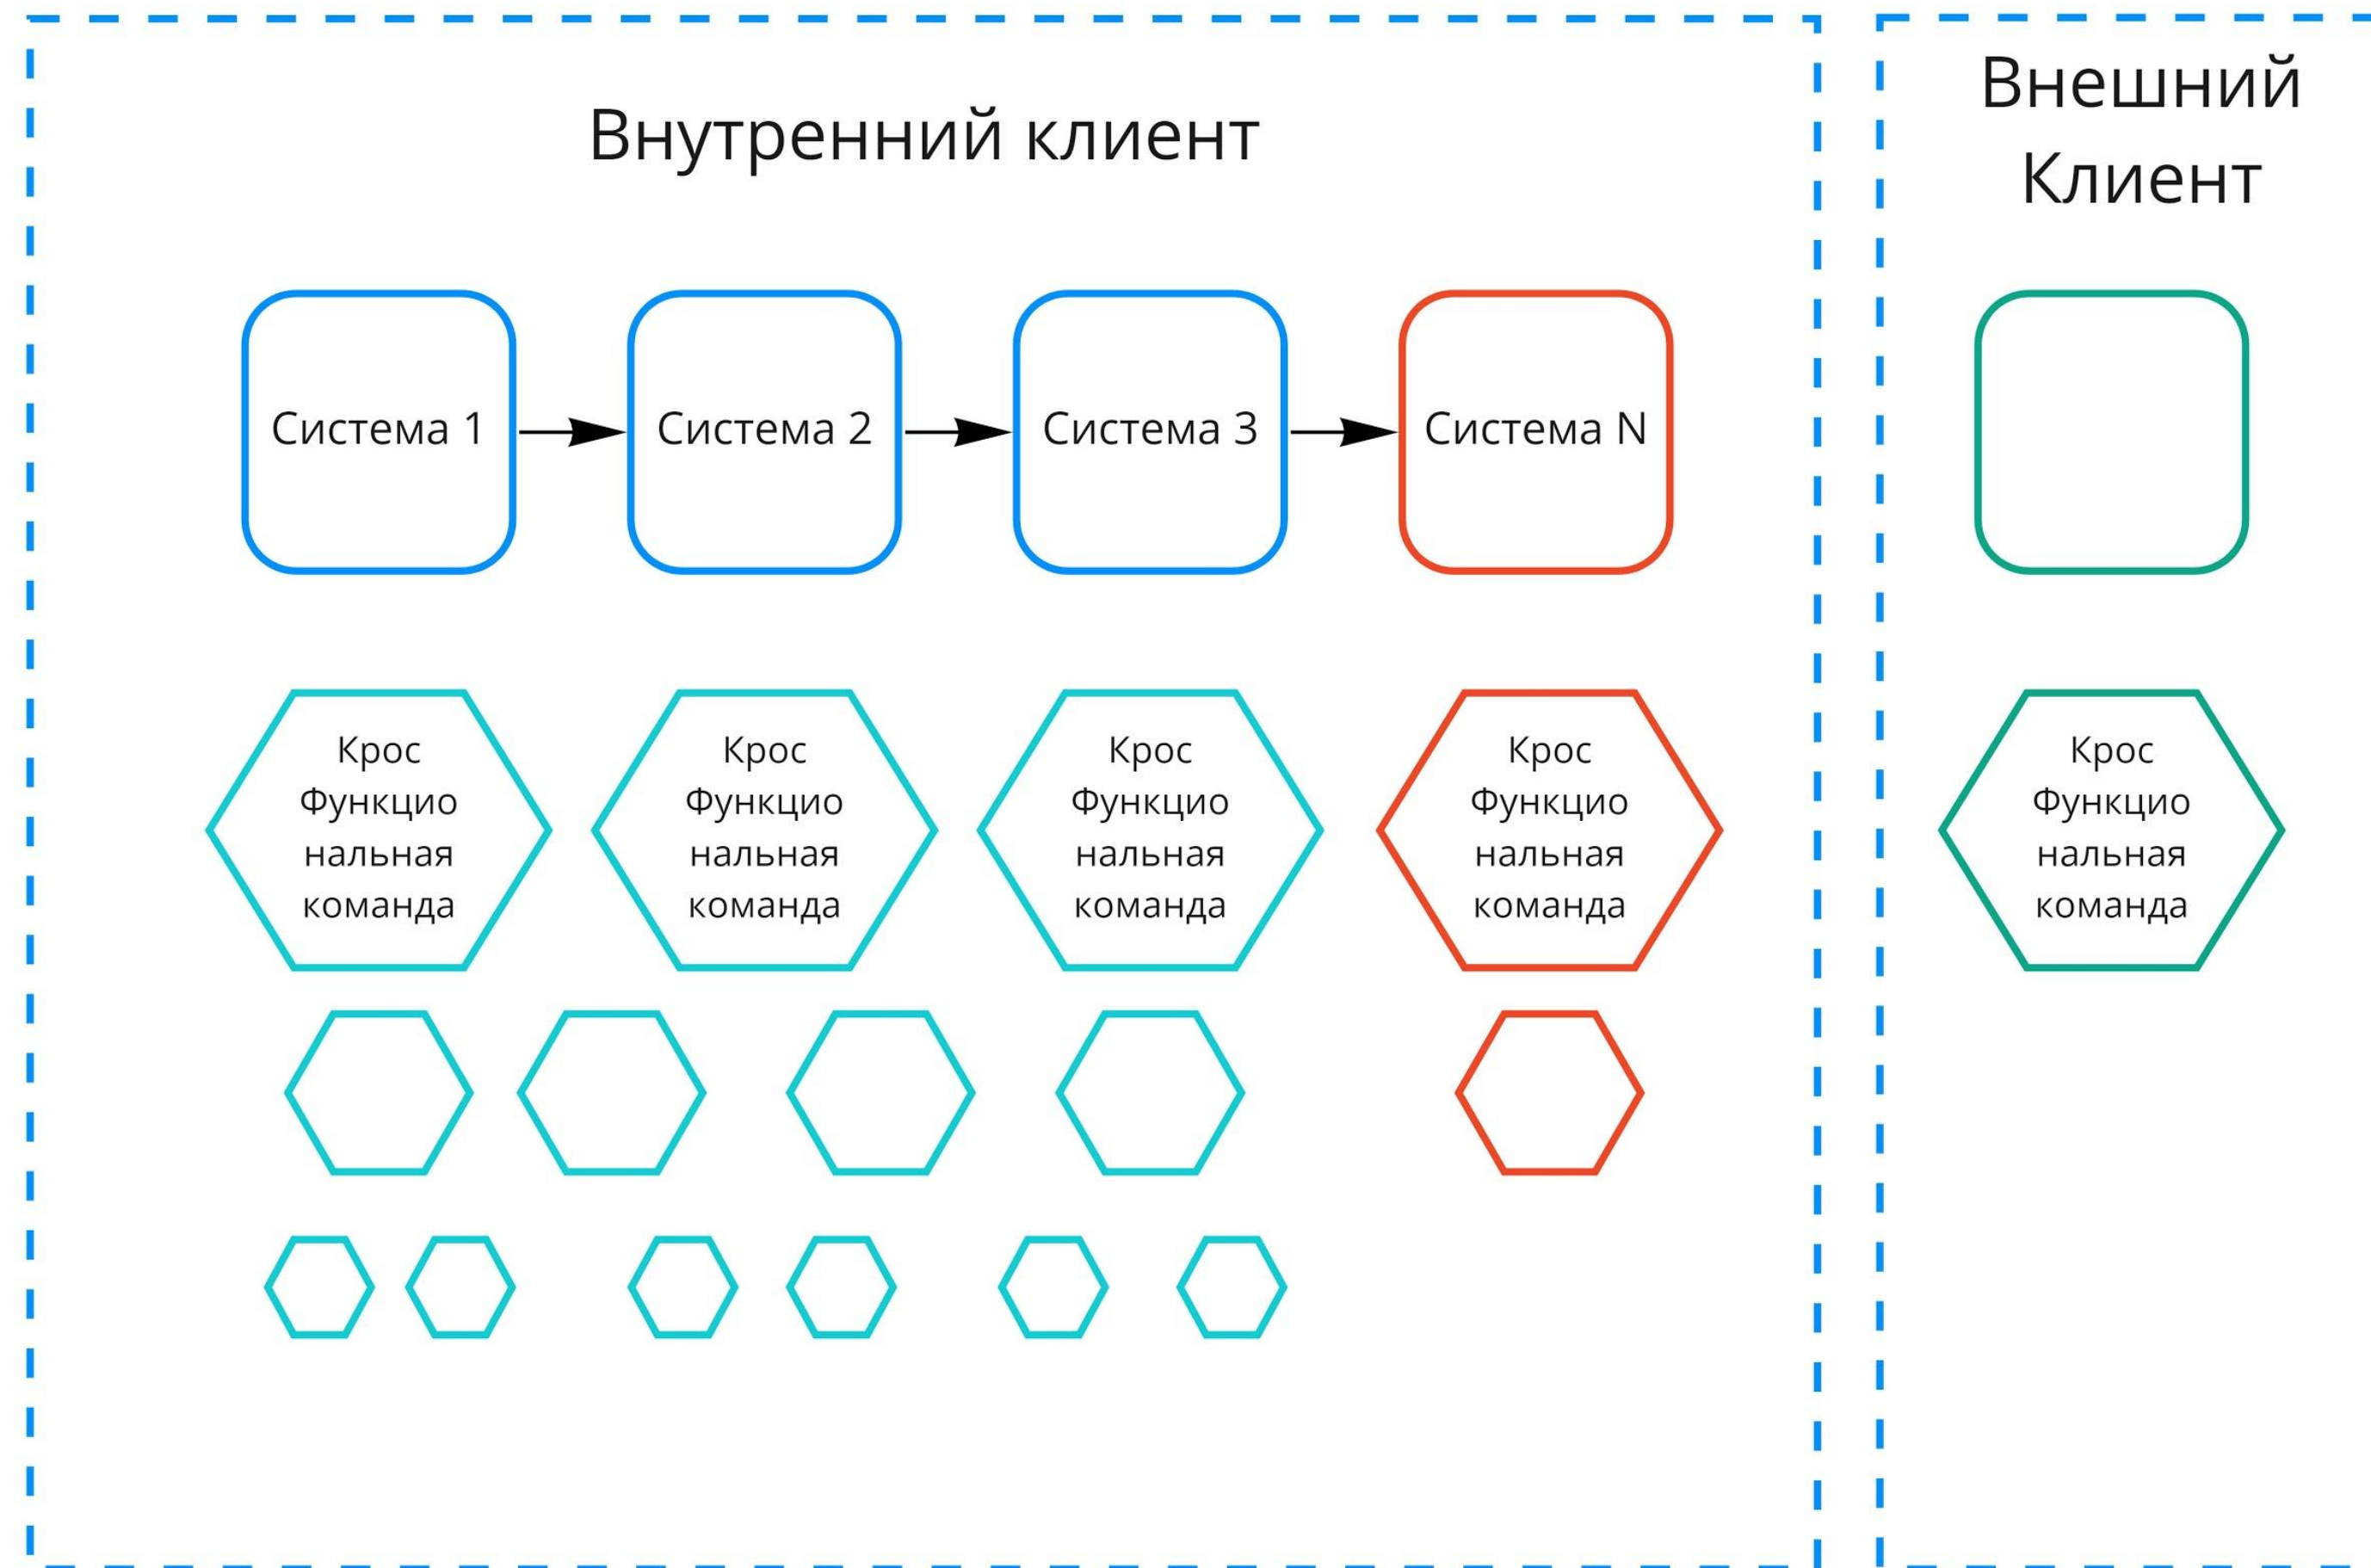 Внутренний клиент
Внешний
Клиент
Система 1
Система 2
Система 3
Система N
Крос
Функцио
нальная
команда
Крос
Функцио
нальная
команда
Крос
Функцио
нальная
команда
Крос
Функцио
нальная
команда
Крос
Функцио
нальная
команда